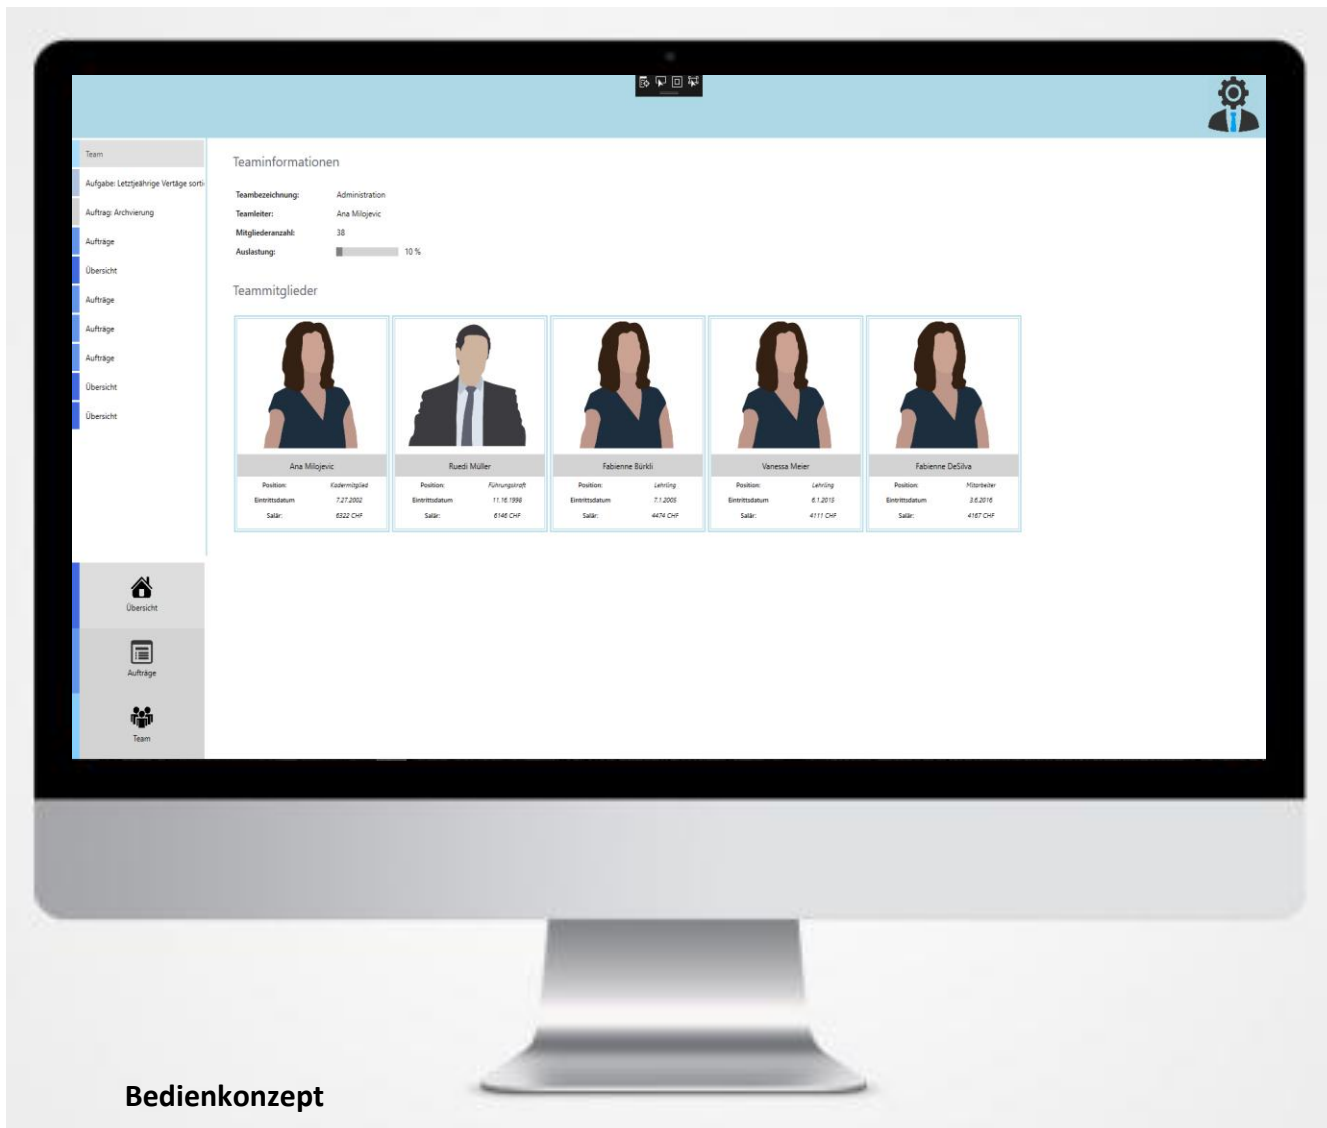 Team
Aufgabe: Letztjeährige Vertäge sorti
Auftrag: Archvierung
Aufträge
Übersicht
Aufträge
Aufträge
Aufträge
Übersicht
Übersicht
Übersicht
Aufträge
Team
Teaminformationen
Teambezeichnung: Administration
Teamleiter: Ana Milojevic
Mitgliederanzahl: 38
Auslastung: 10 %
Teammitglieder
Ana Milojevic
Position: Kadermitglied
Eintrittsdatum 7.27.2002
Salär: 6322 CHF
Ruedi Müller
Position: Führungskraft
Eintrittsdatum 11.16.1998
Salär: 6146 CHF
Fabienne Bürkli
Position: Lehrling
Eintrittsdatum 7.1.2005
Salär: 4474 CHF
Vanessa Meier
Position: Lehrling
Eintrittsdatum 6.1.2015
Salär: 4111 CHF
Fabienne DeSilva
Position: Mitarbeiter
Eintrittsdatum 3.6.2016
Salär: 4167 CHF
Bedienkonzept